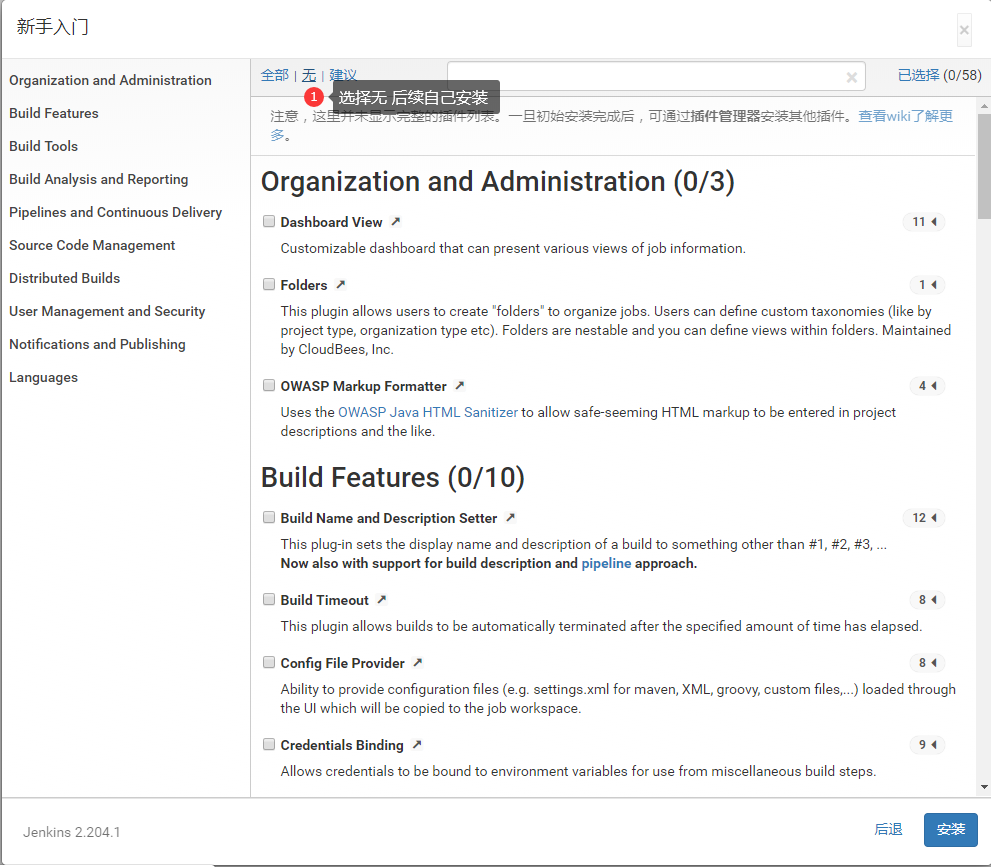 新手入门
×
Organization and Administration
Build Features
Build Tools
Build Analysis and Reporting
Pipelines and Continuous Delivery
Source Code Management
Distributed Builds
User Management and Security
Notifications and Publishing
Languages
全部 | 无 | 建议
已选择 (0/58)
1 选择无 后续自己安装
注意，这里并未显示完整的插件列表。一旦初始安装完成后，可通过插件管理器安装其他插件。查看wiki了解更
多。
Organization and Administration (0/3)
Dashboard View 11
Customizable dashboard that can present various views of job information.
Folders 1
This plugin allows users to create "folders" to organize jobs. Users can define custom taxonomies (like by
project type, organization type etc). Folders are nestable and you can define views within folders. Maintained
by CloudBees, Inc.
OWASP Markup Formatter 4
Uses the OWASP Java HTML Sanitizer to allow safe-seeming HTML markup to be entered in project
descriptions and the like.
Build Features (0/10)
Build Name and Description Setter 12
This plug-in sets the display name and description of a build to something other than #1, #2, #3, ...
Now also with support for build description and pipeline approach.
Build Timeout 8
This plugin allows builds to be automatically terminated after the specified amount of time has elapsed.
Config File Provider 8
Ability to provide configuration files (e.g. settings.xml for maven, XML, groovy, custom files,...) loaded through
the UI which will be copied to the job workspace.
Credentials Binding 9
Allows credentials to be bound to environment variables for use from miscellaneous build steps.
Jenkins 2.204.1
后退
安装